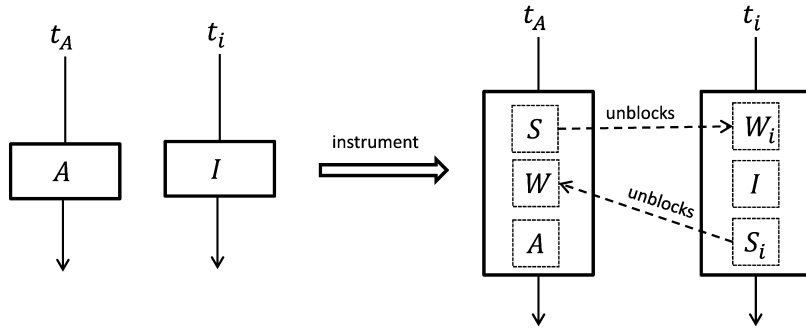 t_A
t_i
A
I
instrument
t_A
t_i
S
unblocks
W_i
W
unblocks
I
A
S_i